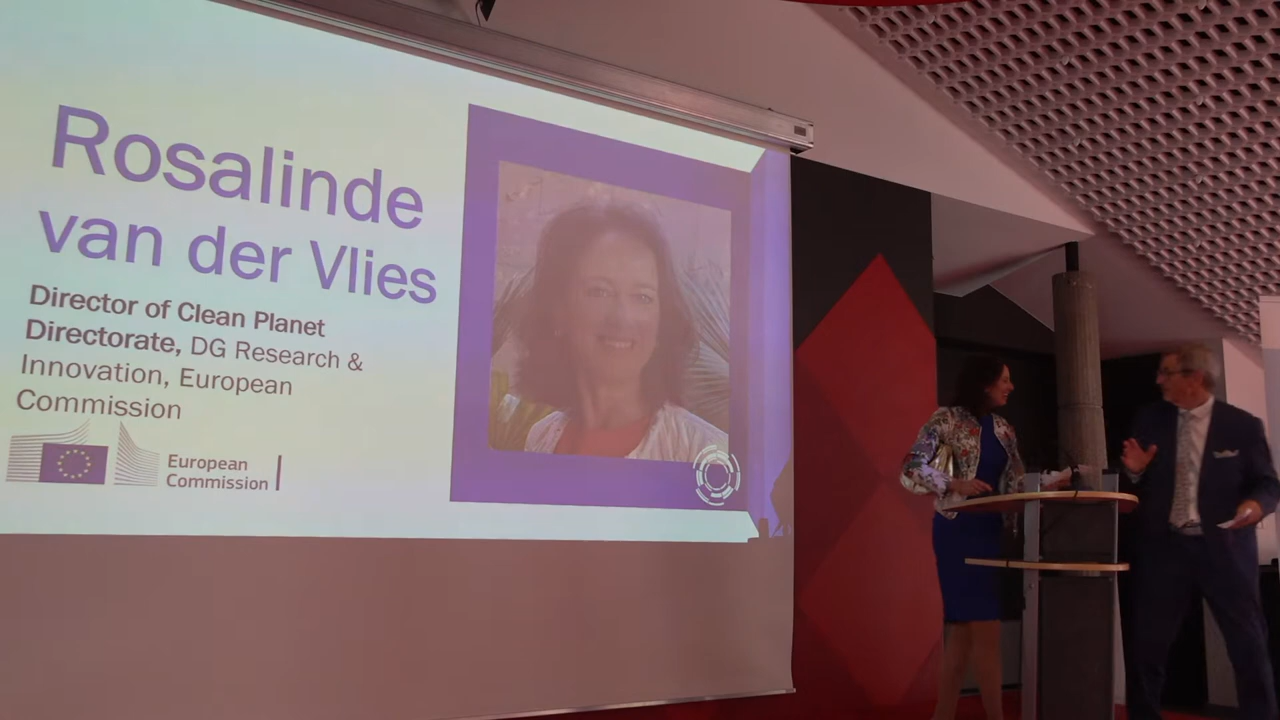 Rosalinde
van der Vlies
Director of Clean Planet
Directorate, DG Research &
Innovation, European
Commission
European
Commission